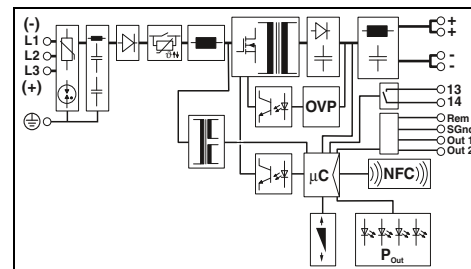 (-)
L1
L2
L3
(+)
ϑ
OVP
µC
NFC
P Out
+
+
-
-
13
14
Rem
SGnd
Out 1
Out 2